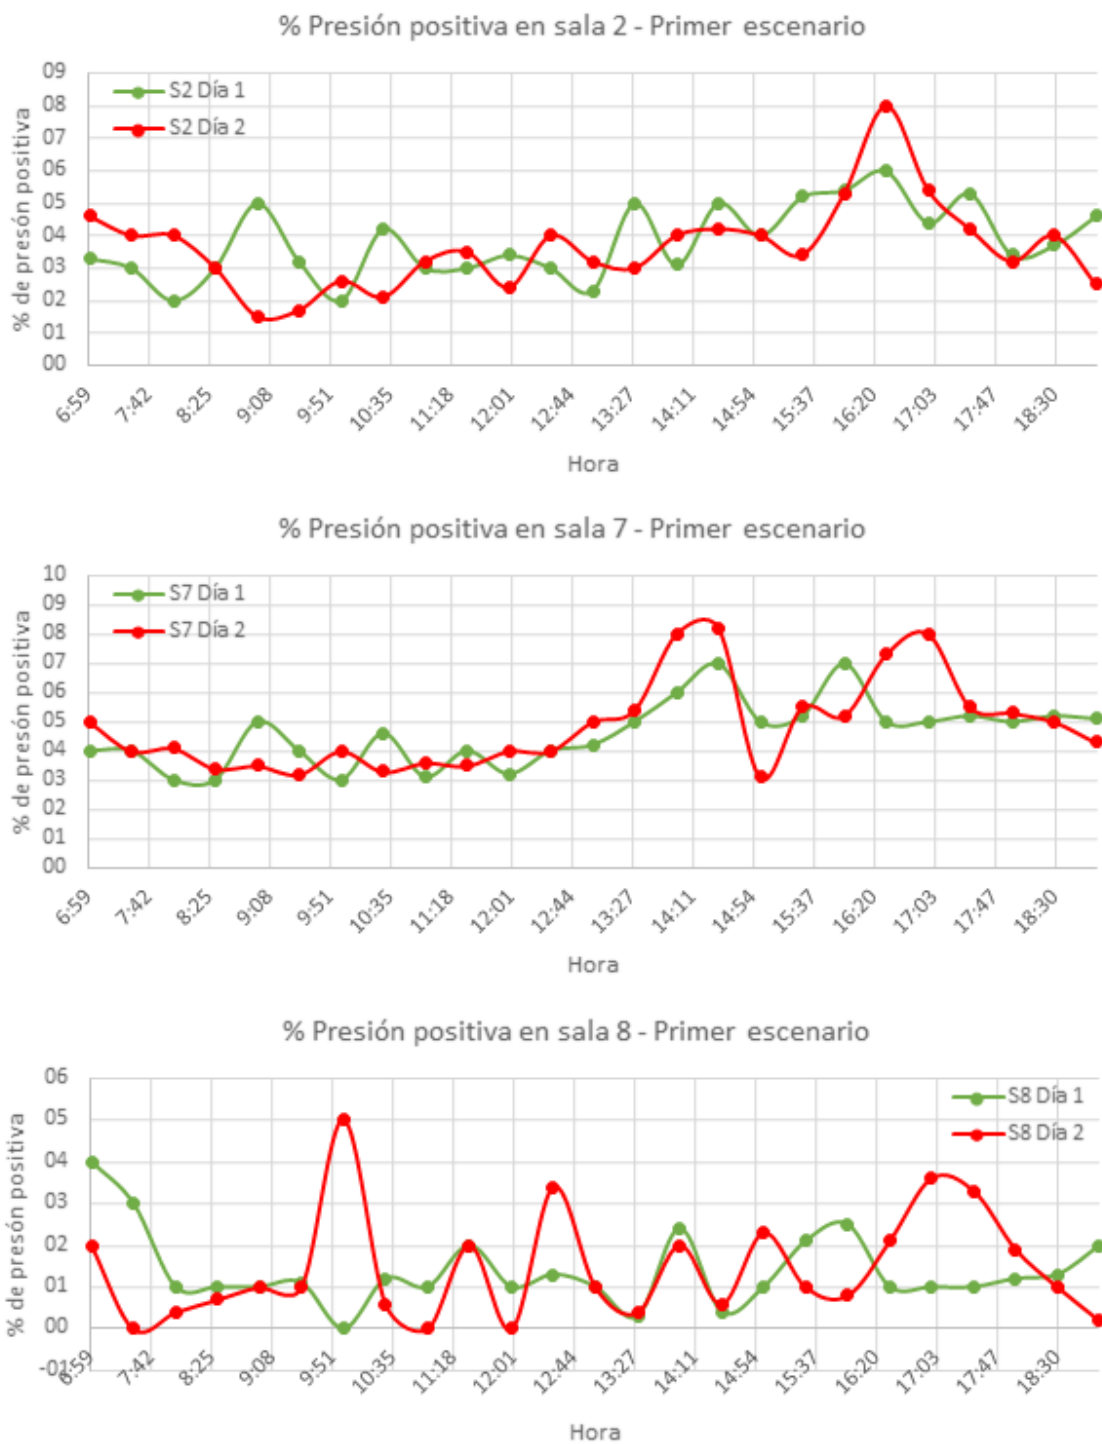 % Presión positiva en sala 2 - Primer escenario
09
08
07
06
05
04
03
02
01
00
% de presón positiva
S2 Día 1
S2 Día 2
6:59 7:42 8:25 9:08 9:51 10:35 11:18 12:01 12:44 13:27 14:11 14:54 15:37 16:20 17:03 17:47 18:30
Hora
% Presión positiva en sala 7 - Primer escenario
10
09
08
07
06
05
04
03
02
01
00
% de presón positiva
S7 Día 1
S7 Día 2
6:59 7:42 8:25 9:08 9:51 10:35 11:18 12:01 12:44 13:27 14:11 14:54 15:37 16:20 17:03 17:47 18:30
Hora
% Presión positiva en sala 8 - Primer escenario
06
05
04
03
02
01
00
-01
% de presón positiva
S8 Día 1
S8 Día 2
6:59 7:42 8:25 9:08 9:51 10:35 11:18 12:01 12:44 13:27 14:11 14:54 15:37 16:20 17:03 17:47 18:30
Hora